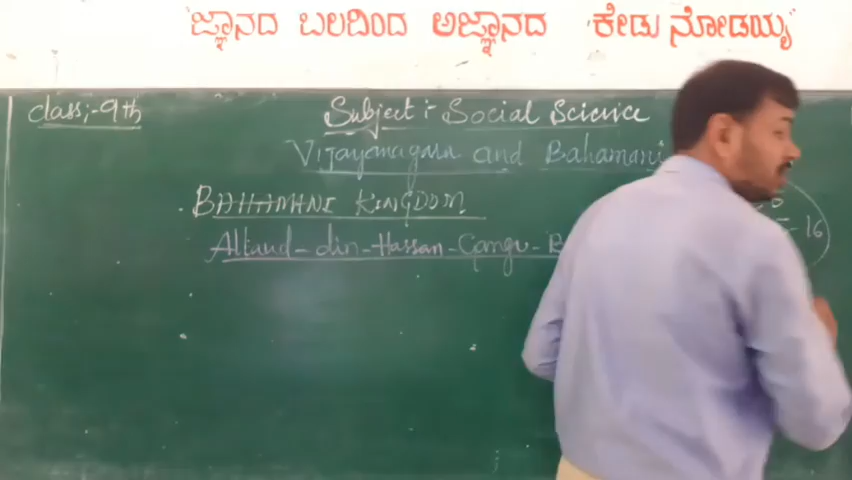 ಜ್ಞಾನದ ಬಲದಿಂದ ಅಜ್ಞಾನದ ಕೇಡು ನೋಡಯ್ಯ
Class:-9th
Subject:- Social Science
Vijayanagara and Bahamani
BAHAMANI KINGDOM
Allaud-din-Hassan-Gangu-B
16